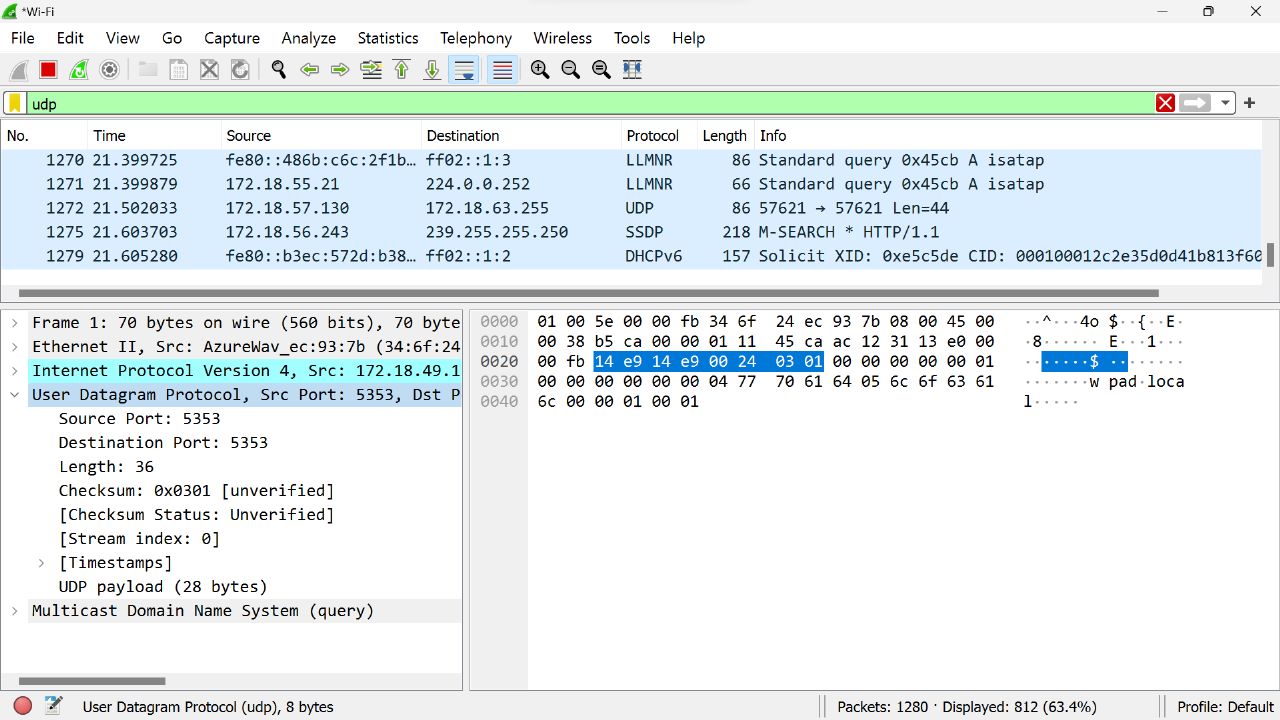 *Wi-Fi
File Edit View Go Capture Analyze Statistics Telephony Wireless Tools Help
udp
No. Time Source Destination Protocol Length Info
1270 21.399725 fe80::486b:c6c:2f1b… ff02::1:3 LLMNR 86 Standard query 0x45cb A isatap
1271 21.399879 172.18.55.21 224.0.0.252 LLMNR 66 Standard query 0x45cb A isatap
1272 21.502033 172.18.57.130 172.18.63.255 UDP 86 57621 → 57621 Len=44
1275 21.603703 172.18.56.243 239.255.255.250 SSDP 218 M-SEARCH * HTTP/1.1
1279 21.605280 fe80::b3ec:572d:b38… ff02::1:2 DHCPv6 157 Solicit XID: 0xe5c5de CID: 000100012c2e35d0d41b813f60
Frame 1: 70 bytes on wire (560 bits), 70 byte
Ethernet II, Src: AzureWav_ec:93:7b (34:6f:24
Internet Protocol Version 4, Src: 172.18.49.1
User Datagram Protocol, Src Port: 5353, Dst P
Source Port: 5353
Destination Port: 5353
Length: 36
Checksum: 0x0301 [unverified]
[Checksum Status: Unverified]
[Stream index: 0]
[Timestamps]
UDP payload (28 bytes)
Multicast Domain Name System (query)
0000 01 00 5e 00 00 fb 34 6f 24 ec 93 7b 08 00 45 00 ··^···4o $··{··E·
0010 00 38 b5 ca 00 00 01 11 45 ca ac 12 31 13 e0 00 ·8······ E···1···
0020 00 fb 14 e9 14 e9 00 24 03 01 00 00 00 00 00 01 ·······$ ········
0030 00 00 00 00 00 00 04 77 70 61 64 05 6c 6f 63 61 ·······w pad·loca
0040 6c 00 00 01 00 01 l·····
User Datagram Protocol (udp), 8 bytes
Packets: 1280 · Displayed: 812 (63.4%)
Profile: Default